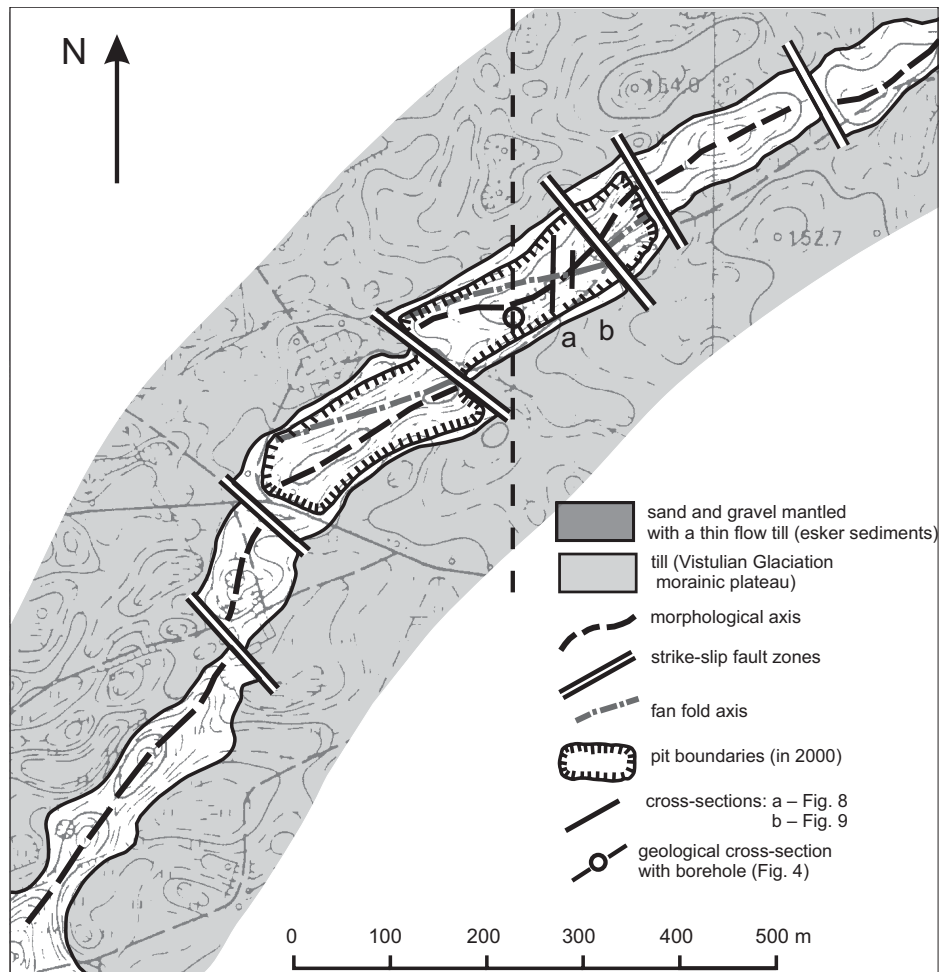 N
154.0
152.7
a
b
sand and gravel mantled
with a thin flow till (esker sediments)
till (Vistulian Glaciation
morainic plateau)
morphological axis
strike-slip fault zones
fan fold axis
pit boundaries (in 2000)
cross-sections: a – Fig. 8
b – Fig. 9
geological cross-section
with borehole (Fig. 4)
0 100 200 300 400 500 m